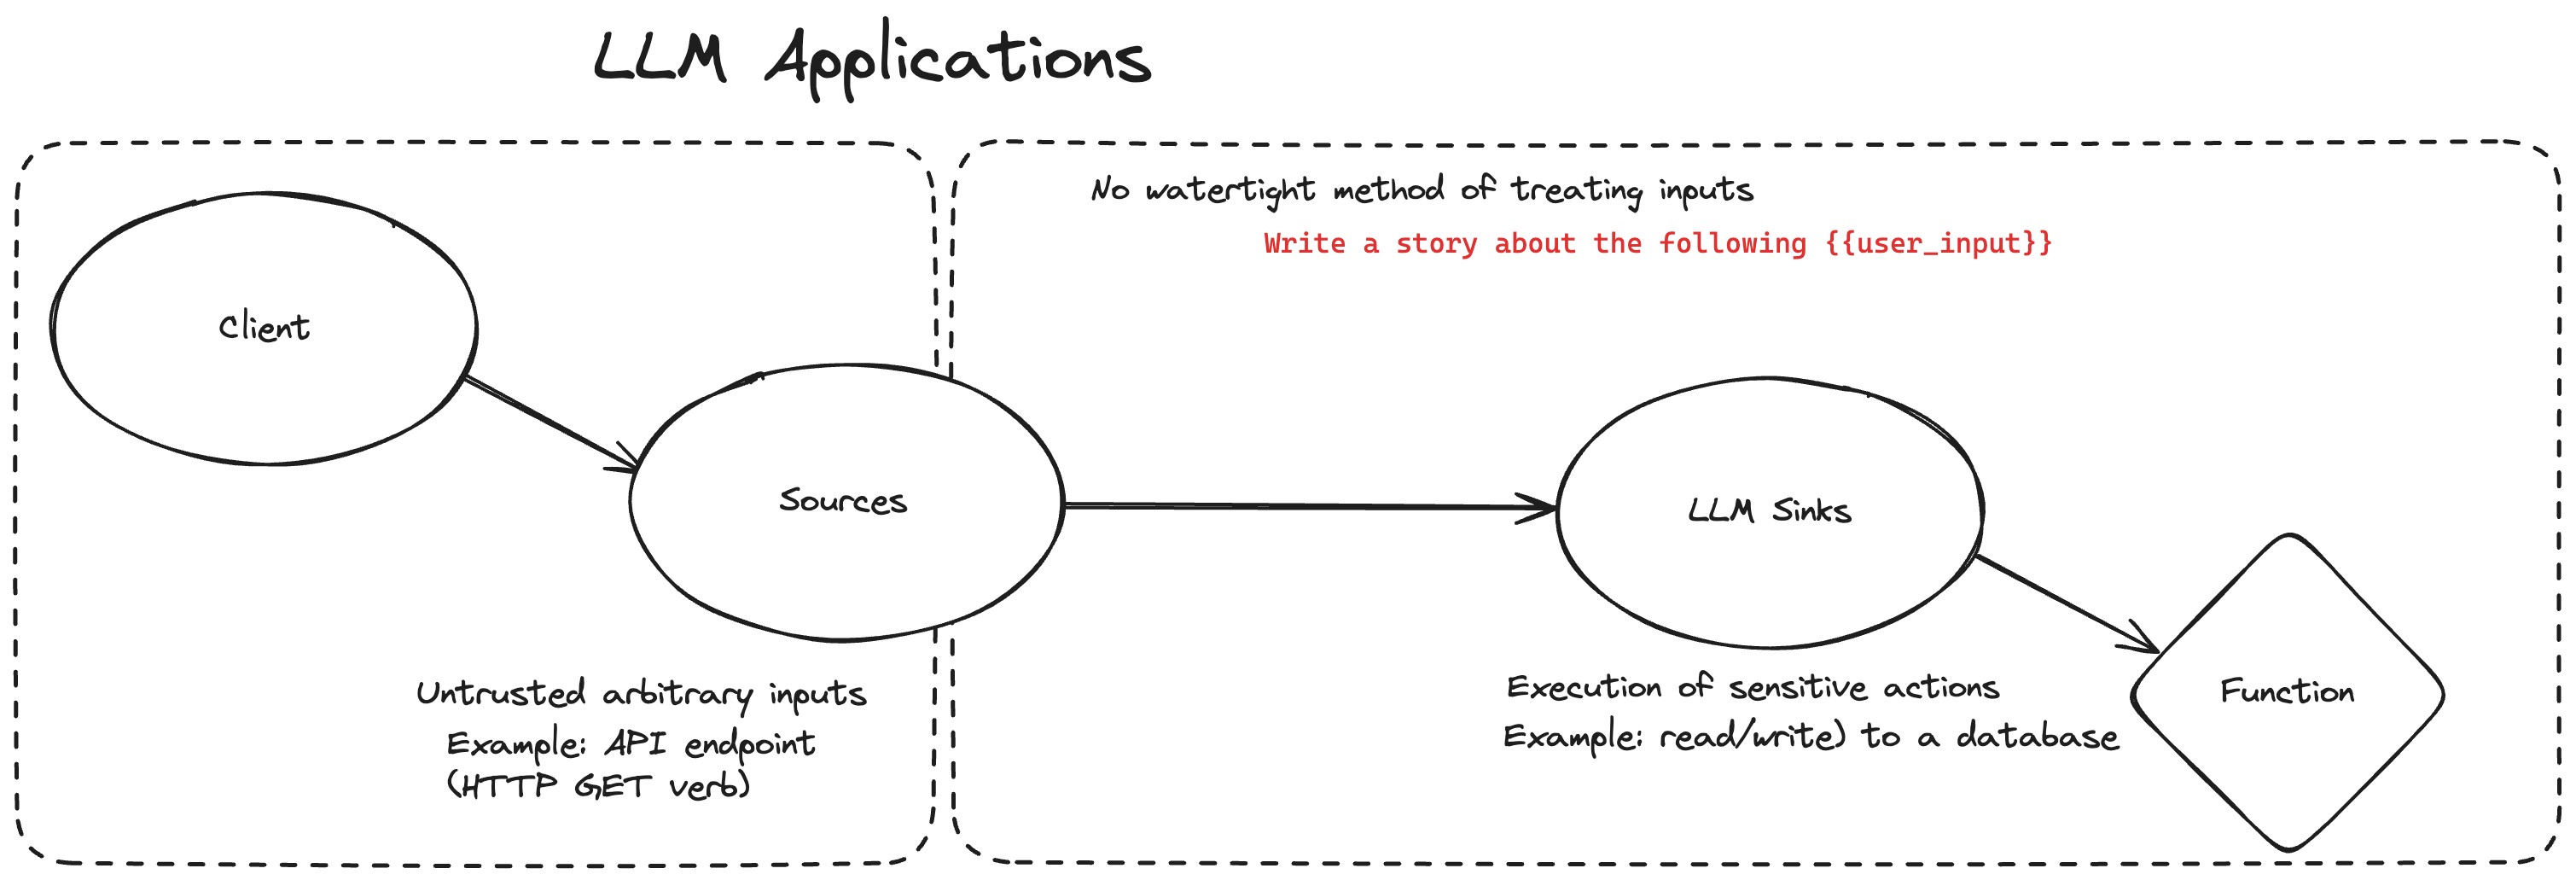 LLM Applications
No watertight method of treating inputs
Write a story about the following {{user_input}}
Client
Sources
LLM Sinks
Untrusted arbitrary inputs
Example: API endpoint
(HTTP GET verb)
Execution of sensitive actions
Example: read/write) to a database
Function